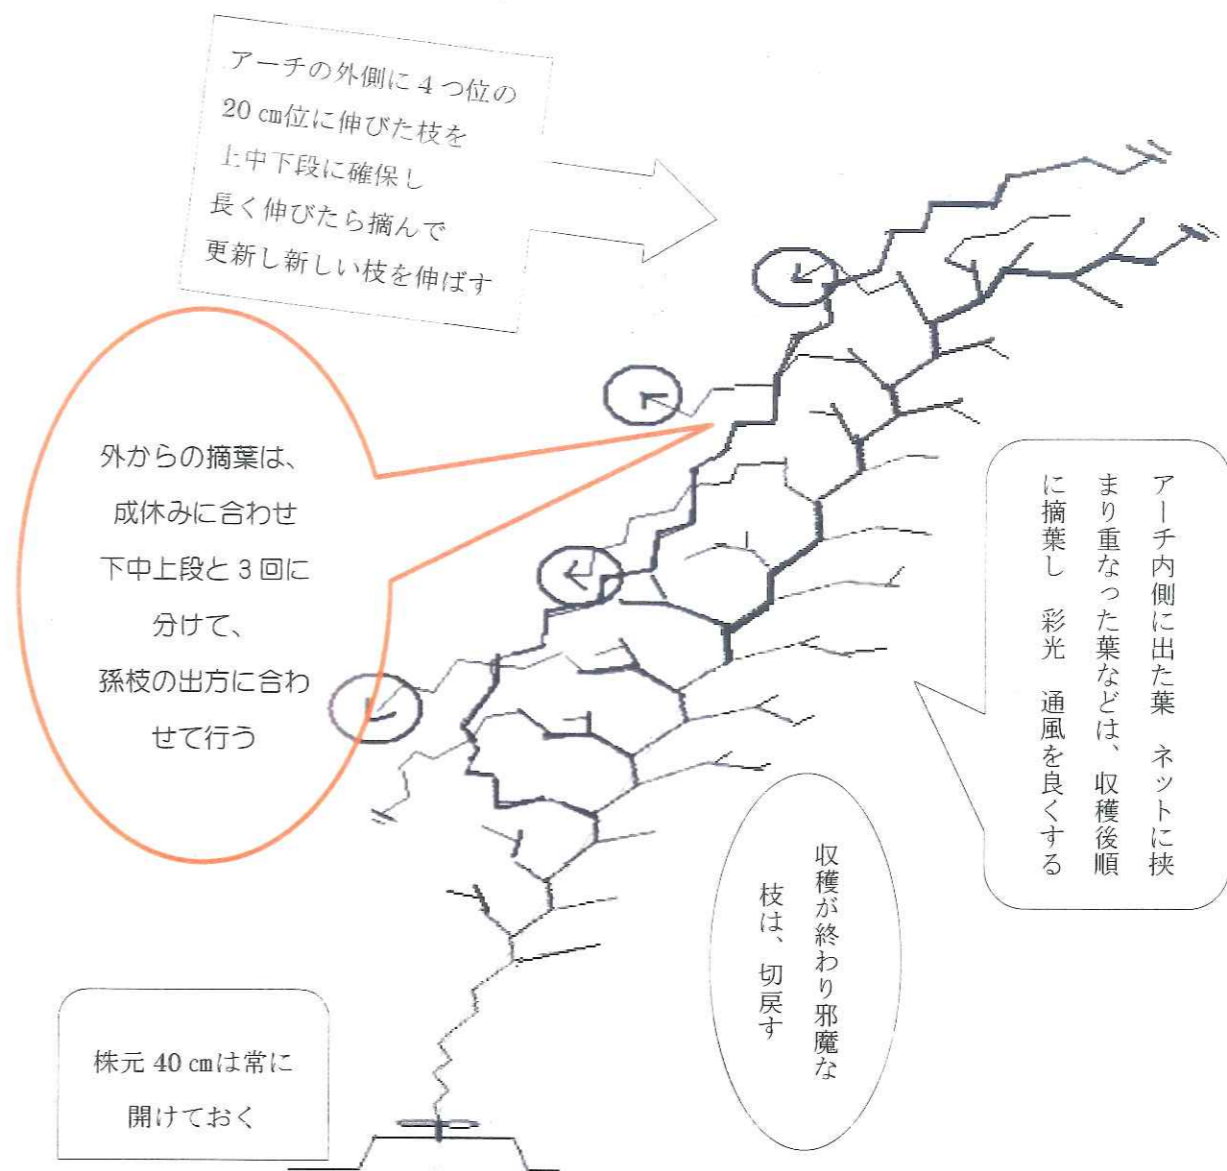 アーチの外側に 4 つ位の
20 ㎝位に伸びた枝を
上中下段に確保し
長く伸びたら摘んで
更新し新しい枝を伸ばす
外からの摘葉は、
成休みに合わせ
下中上段と 3 回に
分けて、
孫枝の出方に合わ
せて行う
アーチ内側に出た葉　ネットに挟
まり重なった葉などは、収穫後順
に摘葉し　彩光　通風を良くする
収穫が終わり邪魔な
枝は、切戻す
株元 40 ㎝は常に
開けておく